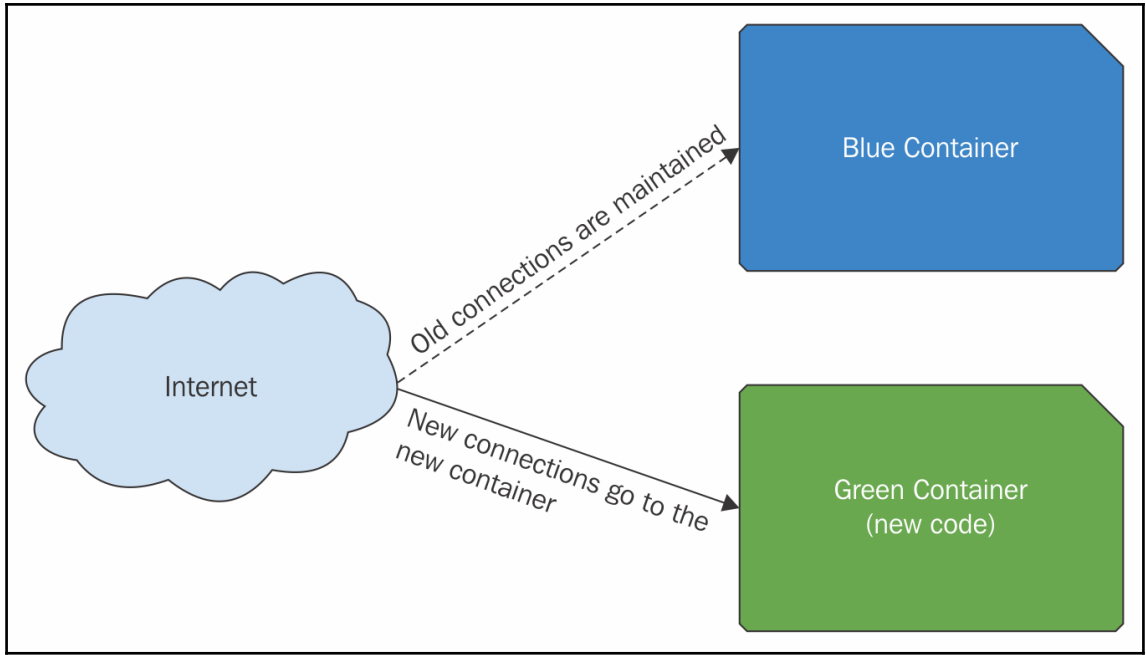 Blue Container
Old connections are maintained
Internet
New connections go to the
new container
Green Container
(new code)